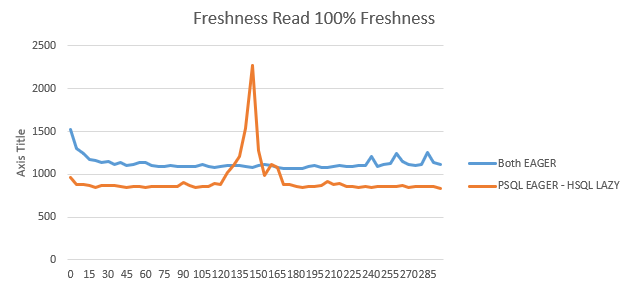 Freshness Read 100% Freshness
2500
2000
1500
1000
500
0
Axis Title
0 15 30 45 60 75 90 105 120 135 150 165 180 195 210 225 240 255 270 285
Both EAGER
PSQL EAGER - HSQL LAZY